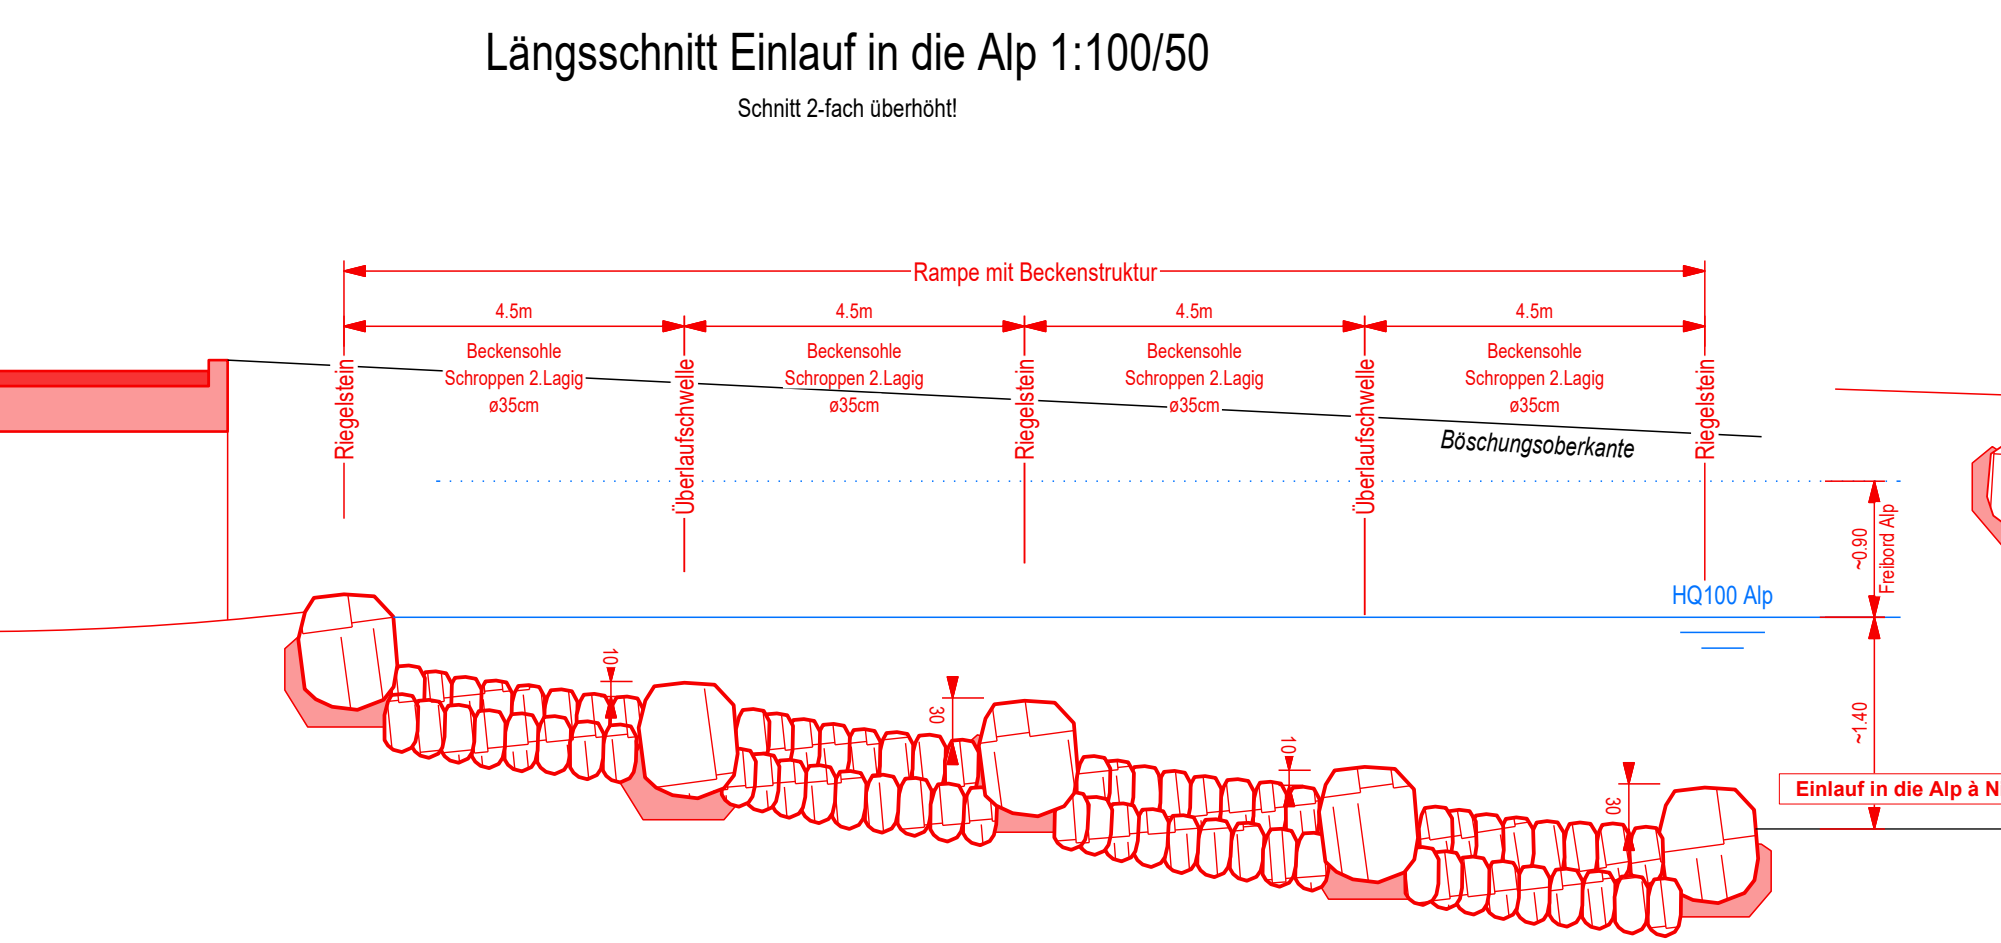 Längsschnitt Einlauf in die Alp 1:100/50
Schnitt 2-fach überhöht!
Rampe mit Beckenstruktur
4.5m
4.5m
4.5m
4.5m
Beckensohle
Schroppen 2.Lagig
ø35cm
Beckensohle
Schroppen 2.Lagig
ø35cm
Beckensohle
Schroppen 2.Lagig
ø35cm
Beckensohle
Schroppen 2.Lagig
ø35cm
Riegelstein
Überlaufschwelle
Riegelstein
Überlaufschwelle
Riegelstein
Böschungsoberkante
~0.90
Freibord Alp
HQ100 Alp
10
30
10
30
~1.40
Einlauf in die Alp à N